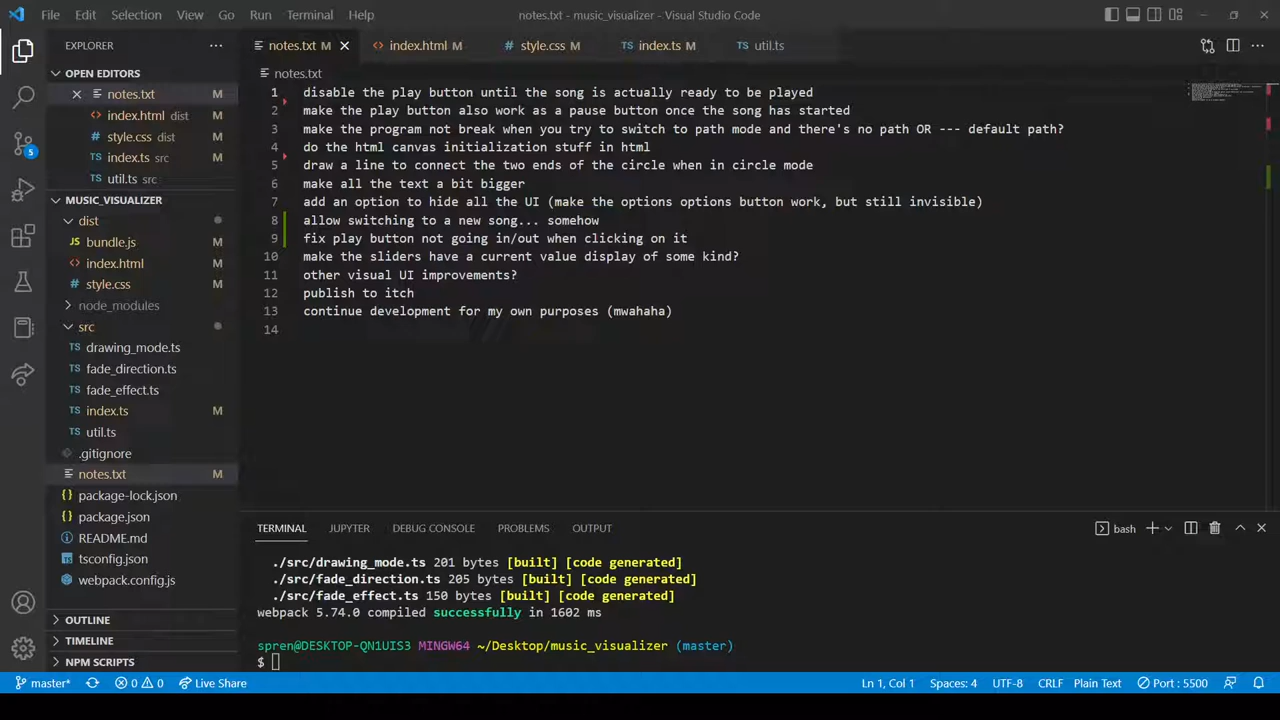 File Edit Selection View Go Run Terminal Help
notes.txt - music_visualizer - Visual Studio Code
EXPLORER
OPEN EDITORS
notes.txt M
index.html dist M
style.css dist M
index.ts src M
util.ts src
MUSIC_VISUALIZER
dist
bundle.js
index.html M
style.css M
node_modules
src
drawing_mode.ts
fade_direction.ts
fade_effect.ts
index.ts M
util.ts
.gitignore
notes.txt M
package-lock.json
package.json
README.md
tsconfig.json
webpack.config.js
OUTLINE
TIMELINE
NPM SCRIPTS
5
notes.txt M index.html M style.css M index.ts M util.ts
notes.txt
1 disable the play button until the song is actually ready to be played
2 make the play button also work as a pause button once the song has started
3 make the program not break when you try to switch to path mode and there's no path OR --- default path?
4 do the html canvas initialization stuff in html
5 draw a line to connect the two ends of the circle when in circle mode
6 make all the text a bit bigger
7 add an option to hide all the UI (make the options options button work, but still invisible)
8 allow switching to a new song... somehow
9 fix play button not going in/out when clicking on it
10 make the sliders have a current value display of some kind?
11 other visual UI improvements?
12 publish to itch
13 continue development for my own purposes (mwahaha)
14
TERMINAL JUPYTER DEBUG CONSOLE PROBLEMS OUTPUT
bash
./src/drawing_mode.ts 201 bytes [built] [code generated]
./src/fade_direction.ts 205 bytes [built] [code generated]
./src/fade_effect.ts 150 bytes [built] [code generated]
webpack 5.74.0 compiled successfully in 1602 ms
spren@DESKTOP-QN1UIS3 MINGW64 ~/Desktop/music_visualizer (master)
$
master* 0 0 Live Share
Ln 1, Col 1 Spaces: 4 UTF-8 CRLF Plain Text Port : 5500